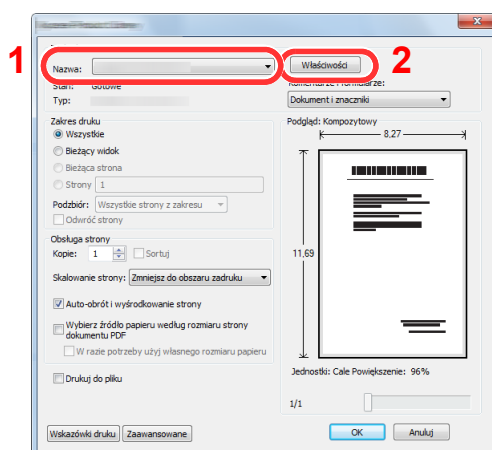 1
2
Nazwa:
Właściwości
Stan: Gotowe
Komentarze i formularze:
Typ:
Dokument i znaczniki
Zakres druku
Wszystkie
Bieżący widok
Bieżąca strona
Strony 1
Podzbiór: Wszystkie strony z zakresu
Odwróć strony
Podgląd: Kompozytowy
8,27
11,69
Obsługa strony
Kopie: 1 Sortuj
Skalowanie strony: Zmniejsz do obszaru zadruku
Auto-obrót i wyśrodkowanie strony
Wybierz źródło papieru według rozmiaru strony
dokumentu PDF
W razie potrzeby użyj własnego rozmiaru papieru
Drukuj do pliku
Jednostki: Cale Powiększenie: 96%
1/1
Wskazówki druku Zaawansowane
OK Anuluj